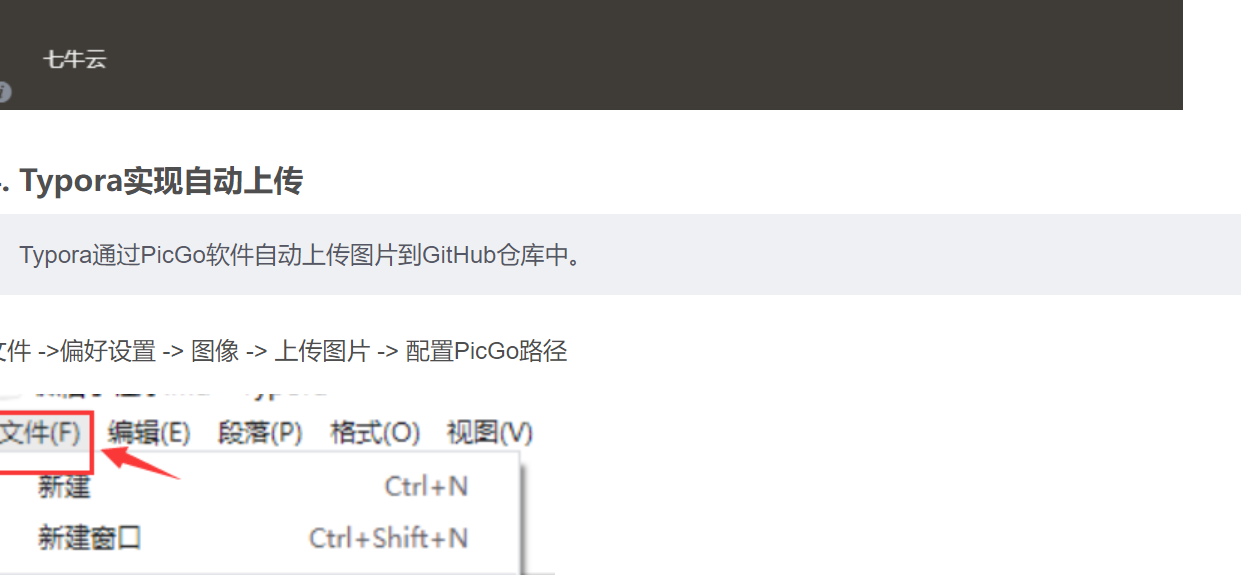 七牛云
. Typora实现自动上传
Typora通过PicGo软件自动上传图片到GitHub仓库中。
文件 ->偏好设置 -> 图像 -> 上传图片 -> 配置PicGo路径
文件(F) 编辑(E) 段落(P) 格式(O) 视图(V)
新建 Ctrl+N
新建窗口 Ctrl+Shift+N